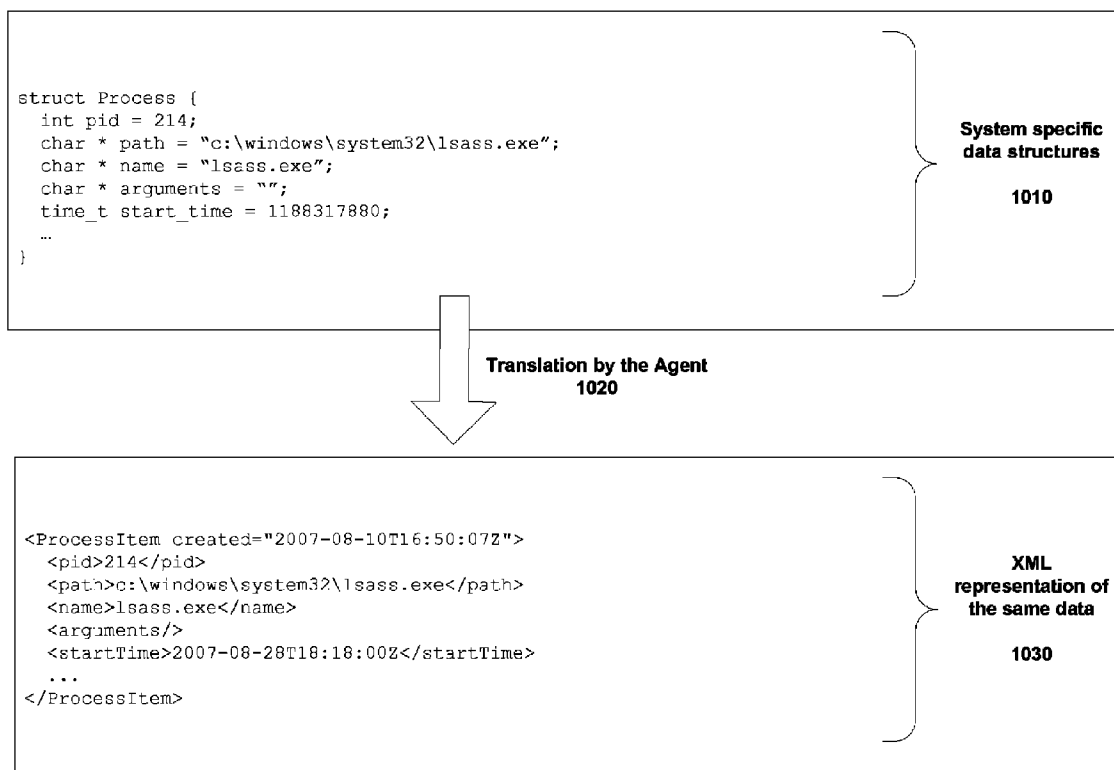 struct Process {
int pid = 214;
char * path = “c:\windows\system32\lsass.exe”;
char * name = “lsass.exe”;
char * arguments = “”;
time_t start_time = 1188317880;
…
}
System specific
data structures
1010
Translation by the Agent
1020
<ProcessItem created="2007-08-10T16:50:07Z">
<pid>214</pid>
<path>c:\windows\system32\lsass.exe</path>
<name>lsass.exe</name>
<arguments/>
<startTime>2007-08-28T18:18:00Z</startTime>
...
</ProcessItem>
XML
representation of
the same data
1030